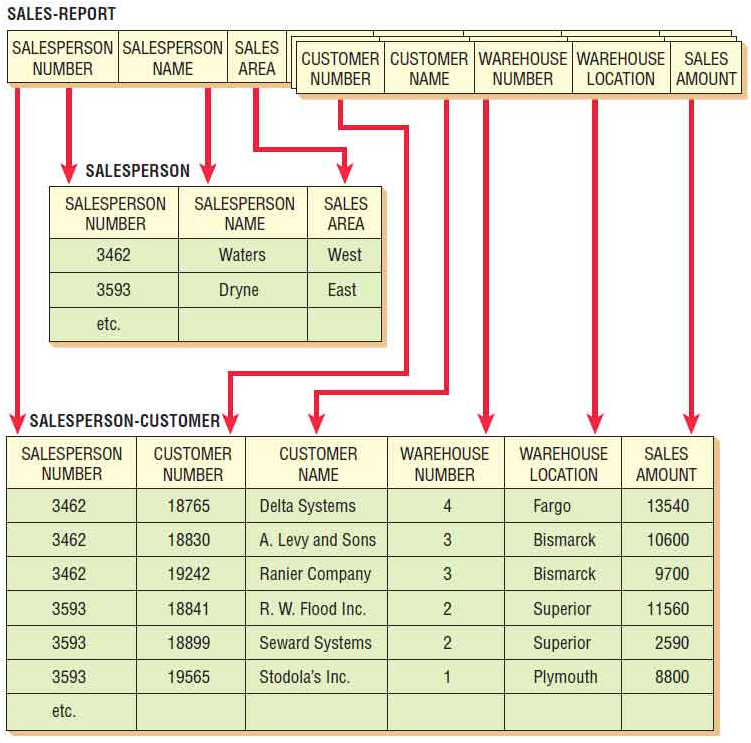 SALES-REPORT
SALESPERSON SALESPERSON SALES CUSTOMER CUSTOMER WAREHOUSE WAREHOUSE SALES
NUMBER NAME AREA NUMBER NAME NUMBER LOCATION AMOUNT
SALESPERSON
SALESPERSON SALESPERSON SALES
NUMBER NAME AREA
3462 Waters West
3593 Dryne East
etc.
SALESPERSON-CUSTOMER
SALESPERSON CUSTOMER CUSTOMER WAREHOUSE WAREHOUSE SALES
NUMBER NUMBER NAME NUMBER LOCATION AMOUNT
3462 18765 Delta Systems 4 Fargo 13540
3462 18830 A. Levy and Sons 3 Bismarck 10600
3462 19242 Ranier Company 3 Bismarck 9700
3593 18841 R. W. Flood Inc. 2 Superior 11560
3593 18899 Seward Systems 2 Superior 2590
3593 19565 Stodola's Inc. 1 Plymouth 8800
etc.